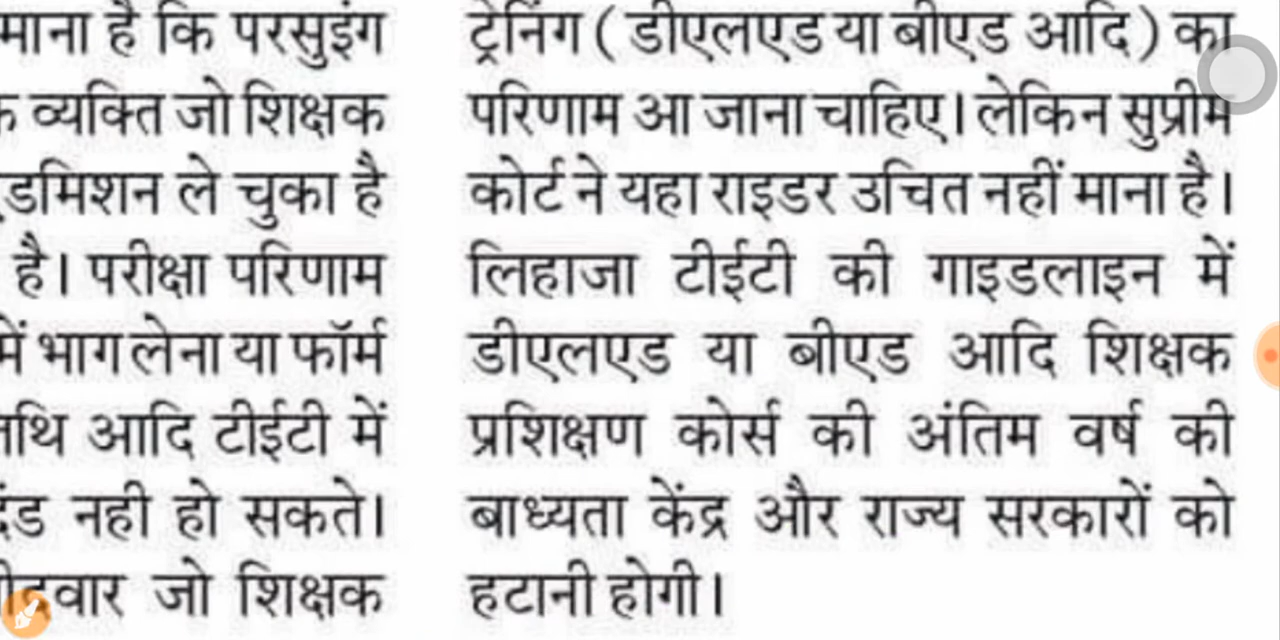 माना है कि परसुइंग
व्यक्ति जो शिक्षक
डमिशन ले चुका है
है। परीक्षा परिणाम
में भाग लेना या फॉर्म
आदि टीईटी में
नही हो सकते।
जो शिक्षक
ट्रेनिंग ( डीएलएड या बीएड आदि ) का
परिणाम आ जाना चाहिए। लेकिन सुप्रीम
कोर्ट ने यहा राइडर उचित नहीं माना है।
लिहाजा टीईटी की गाइडलाइन में
डीएलएड या बीएड आदि शिक्षक
प्रशिक्षण कोर्स की अंतिम वर्ष की
बाध्यता केंद्र और राज्य सरकारों को
हटानी होगी।